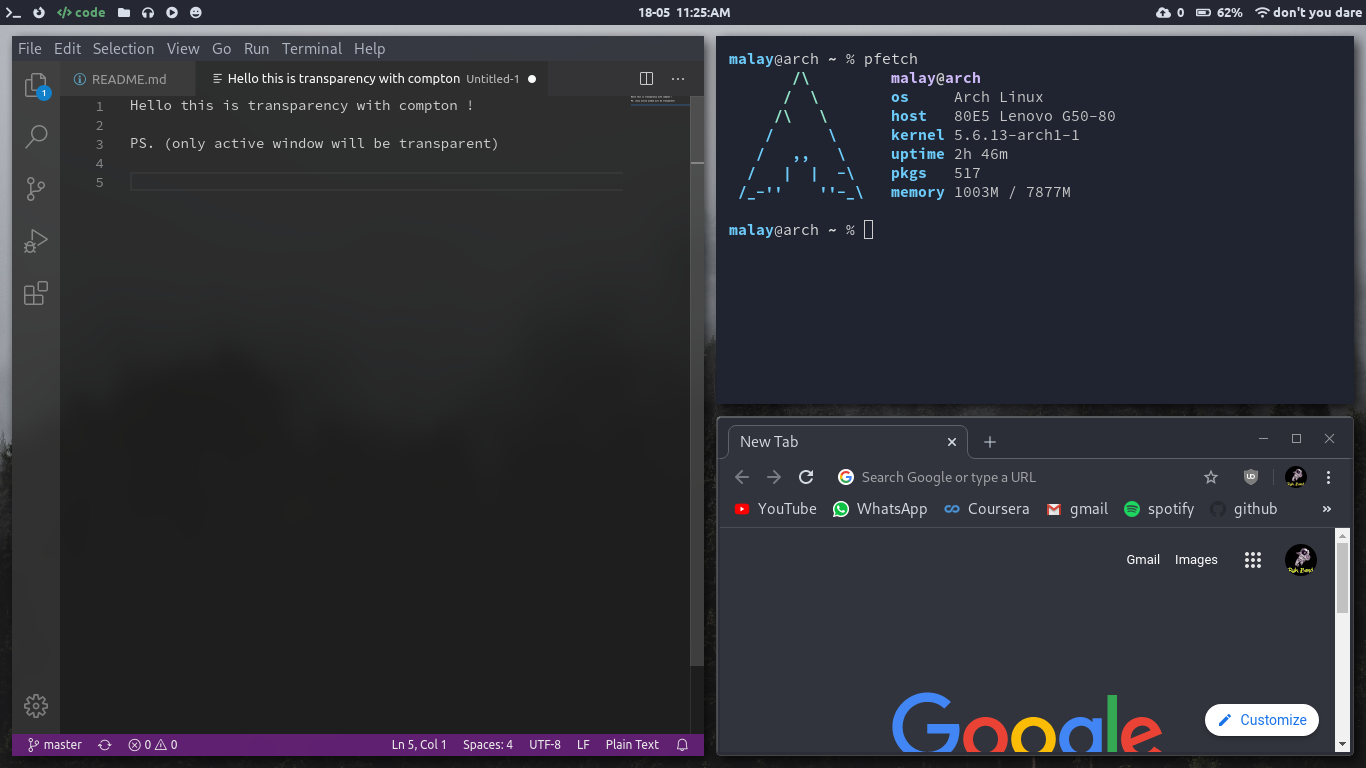 >_ </> code 18-05 11:25:AM 0 62% don't you dare
File Edit Selection View Go Run Terminal Help
README.md Hello this is transparency with compton Untitled-1
1
1 Hello this is transparency with compton !
2
3 PS. (only active window will be transparent)
4
5
master 0 0 Ln 5, Col 1 Spaces: 4 UTF-8 LF Plain Text
malay@arch ~ % pfetch
/\ malay@arch
/ \ os Arch Linux
/\ \ host 80E5 Lenovo G50-80
/ \ kernel 5.6.13-arch1-1
/ ,, \ uptime 2h 46m
/ | | -\ pkgs 517
/_-'' ''-_\ memory 1003M / 7877M
malay@arch ~ %
New Tab
Search Google or type a URL
YouTube WhatsApp Coursera gmail spotify github »
Gmail Images
Google
Customize